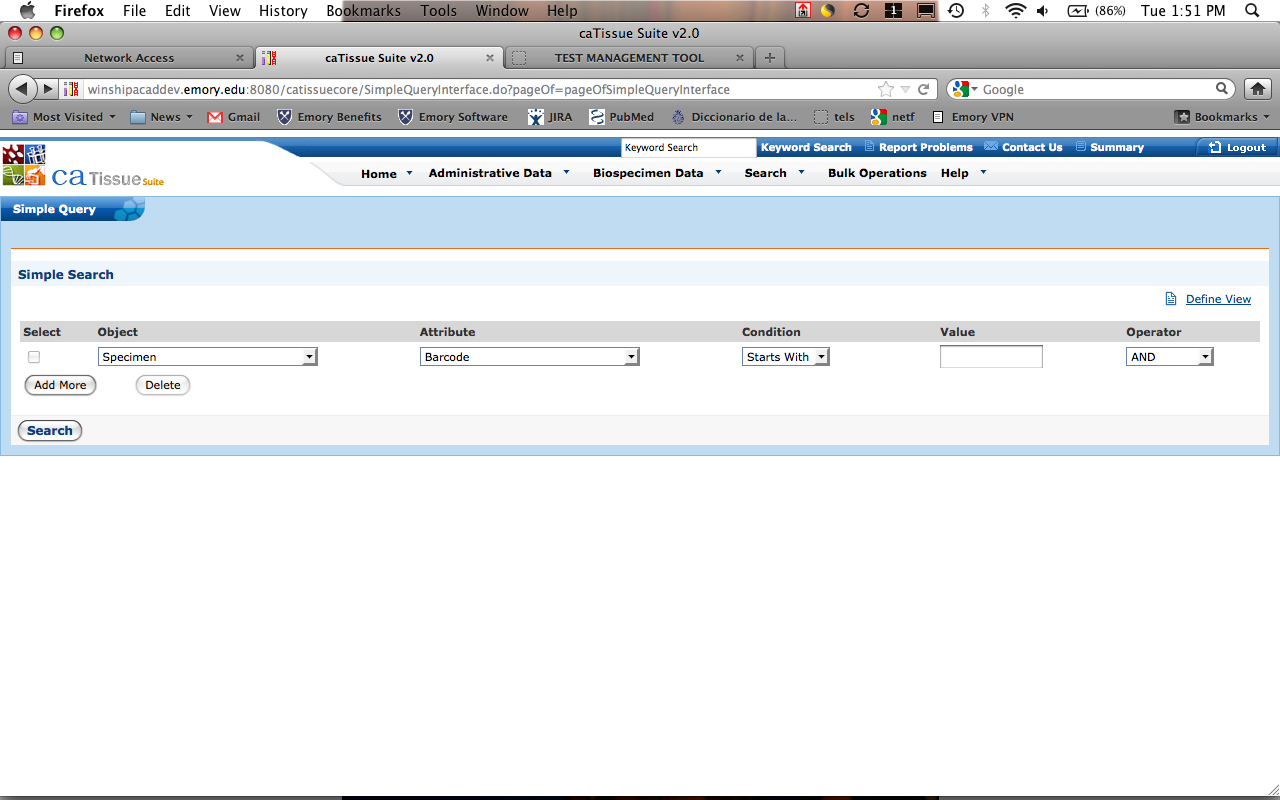 Firefox File Edit View History Bookmarks Tools Window Help 1 (86%) Tue 1:51 PM
caTissue Suite v2.0
Network Access caTissue Suite v2.0 TEST MANAGEMENT TOOL
winshipacaddev.emory.edu:8080/catissuecore/SimpleQueryInterface.do?pageOf=pageOfSimpleQueryInterface Google
Most Visited News Gmail Emory Benefits Emory Software JIRA PubMed Diccionario de la... tels netf Emory VPN Bookmarks
Keyword Search Keyword Search Report Problems Contact Us Summary Logout
ca Tissue Suite
Home Administrative Data Biospecimen Data Search Bulk Operations Help
Simple Query
Simple Search
Define View
Select Object Attribute Condition Value Operator
Specimen Barcode Starts With AND
Add More Delete
Search